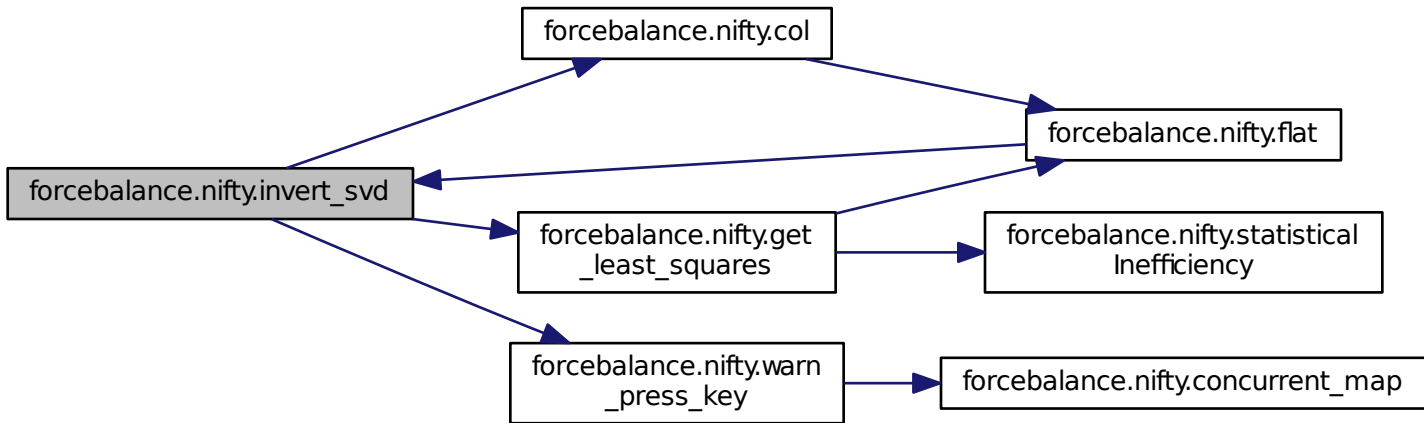 forcebalance.nifty.col
forcebalance.nifty.flat
forcebalance.nifty.invert_svd
forcebalance.nifty.get
_least_squares
forcebalance.nifty.statistical
Inefficiency
forcebalance.nifty.warn
_press_key
forcebalance.nifty.concurrent_map